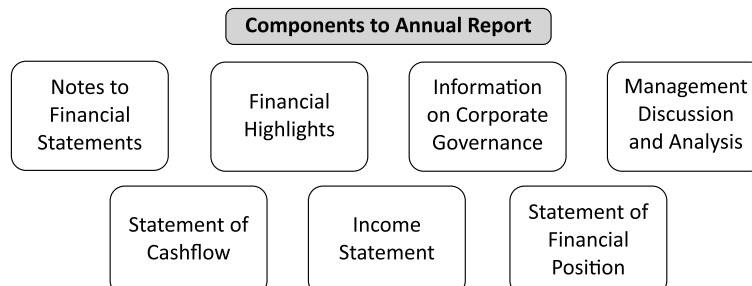 Components to Annual Report
Notes to
Financial
Statements
Financial
Highlights
Information
on Corporate
Governance
Management
Discussion
and Analysis
Statement of
Cashflow
Income
Statement
Statement of
Financial
Position